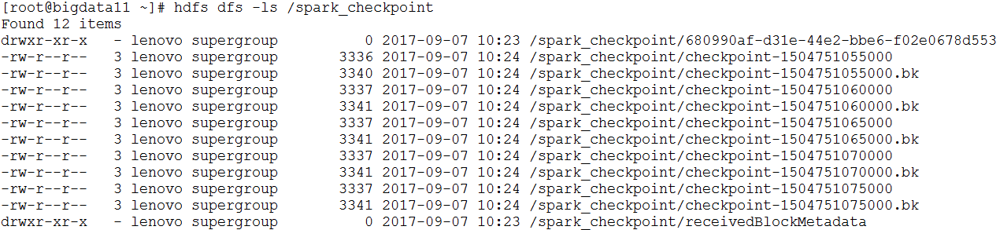 [root@bigdata11 ~]# hdfs dfs -ls /spark_checkpoint
Found 12 items
drwxr-xr-x   - lenovo supergroup          0 2017-09-07 10:23 /spark_checkpoint/680990af-d31e-44e2-bbe6-f02e0678d553
-rw-r--r--   3 lenovo supergroup       3336 2017-09-07 10:24 /spark_checkpoint/checkpoint-1504751055000
-rw-r--r--   3 lenovo supergroup       3340 2017-09-07 10:24 /spark_checkpoint/checkpoint-1504751055000.bk
-rw-r--r--   3 lenovo supergroup       3337 2017-09-07 10:24 /spark_checkpoint/checkpoint-1504751060000
-rw-r--r--   3 lenovo supergroup       3341 2017-09-07 10:24 /spark_checkpoint/checkpoint-1504751060000.bk
-rw-r--r--   3 lenovo supergroup       3337 2017-09-07 10:24 /spark_checkpoint/checkpoint-1504751065000
-rw-r--r--   3 lenovo supergroup       3341 2017-09-07 10:24 /spark_checkpoint/checkpoint-1504751065000.bk
-rw-r--r--   3 lenovo supergroup       3337 2017-09-07 10:24 /spark_checkpoint/checkpoint-1504751070000
-rw-r--r--   3 lenovo supergroup       3341 2017-09-07 10:24 /spark_checkpoint/checkpoint-1504751070000.bk
-rw-r--r--   3 lenovo supergroup       3337 2017-09-07 10:24 /spark_checkpoint/checkpoint-1504751075000
-rw-r--r--   3 lenovo supergroup       3341 2017-09-07 10:24 /spark_checkpoint/checkpoint-1504751075000.bk
drwxr-xr-x   - lenovo supergroup          0 2017-09-07 10:23 /spark_checkpoint/receivedBlockMetadata